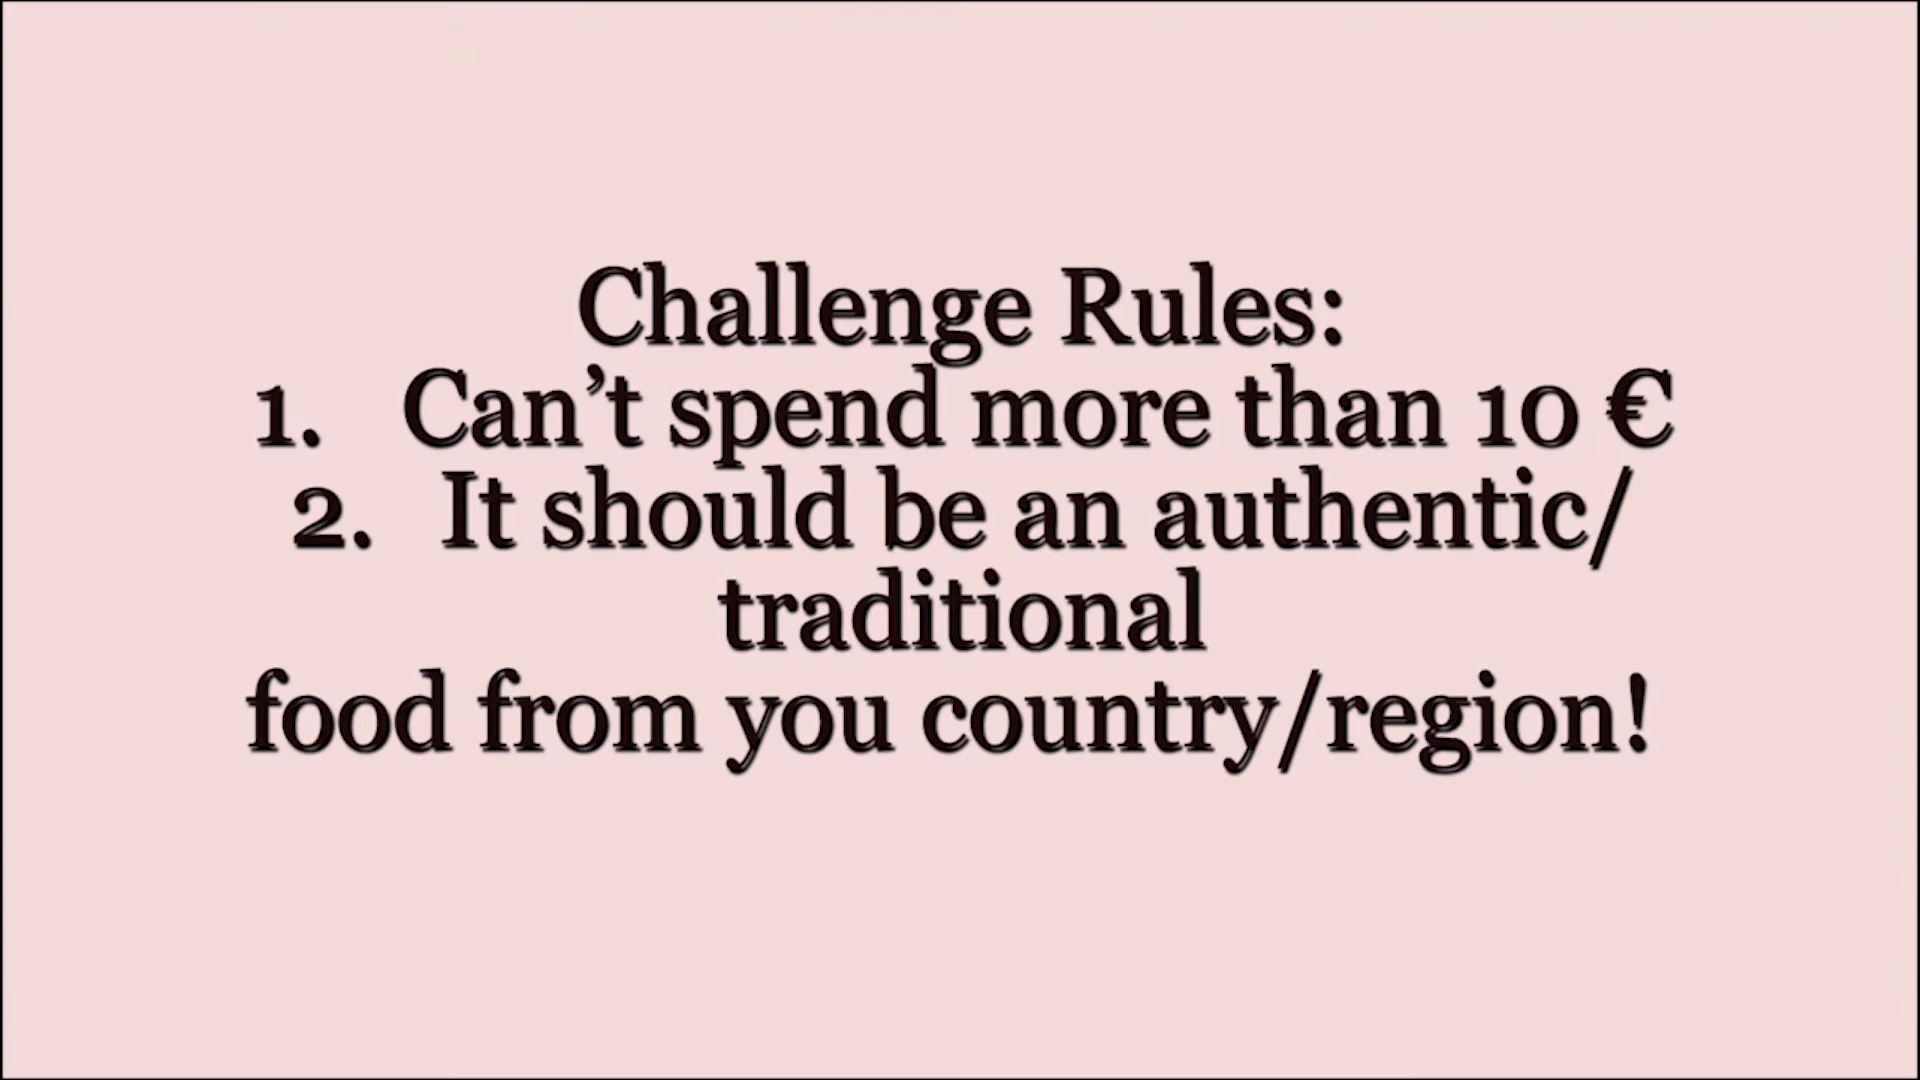 Challenge Rules:
1. Can’t spend more than 10 €
2. It should be an authentic/
traditional
food from you country/region!